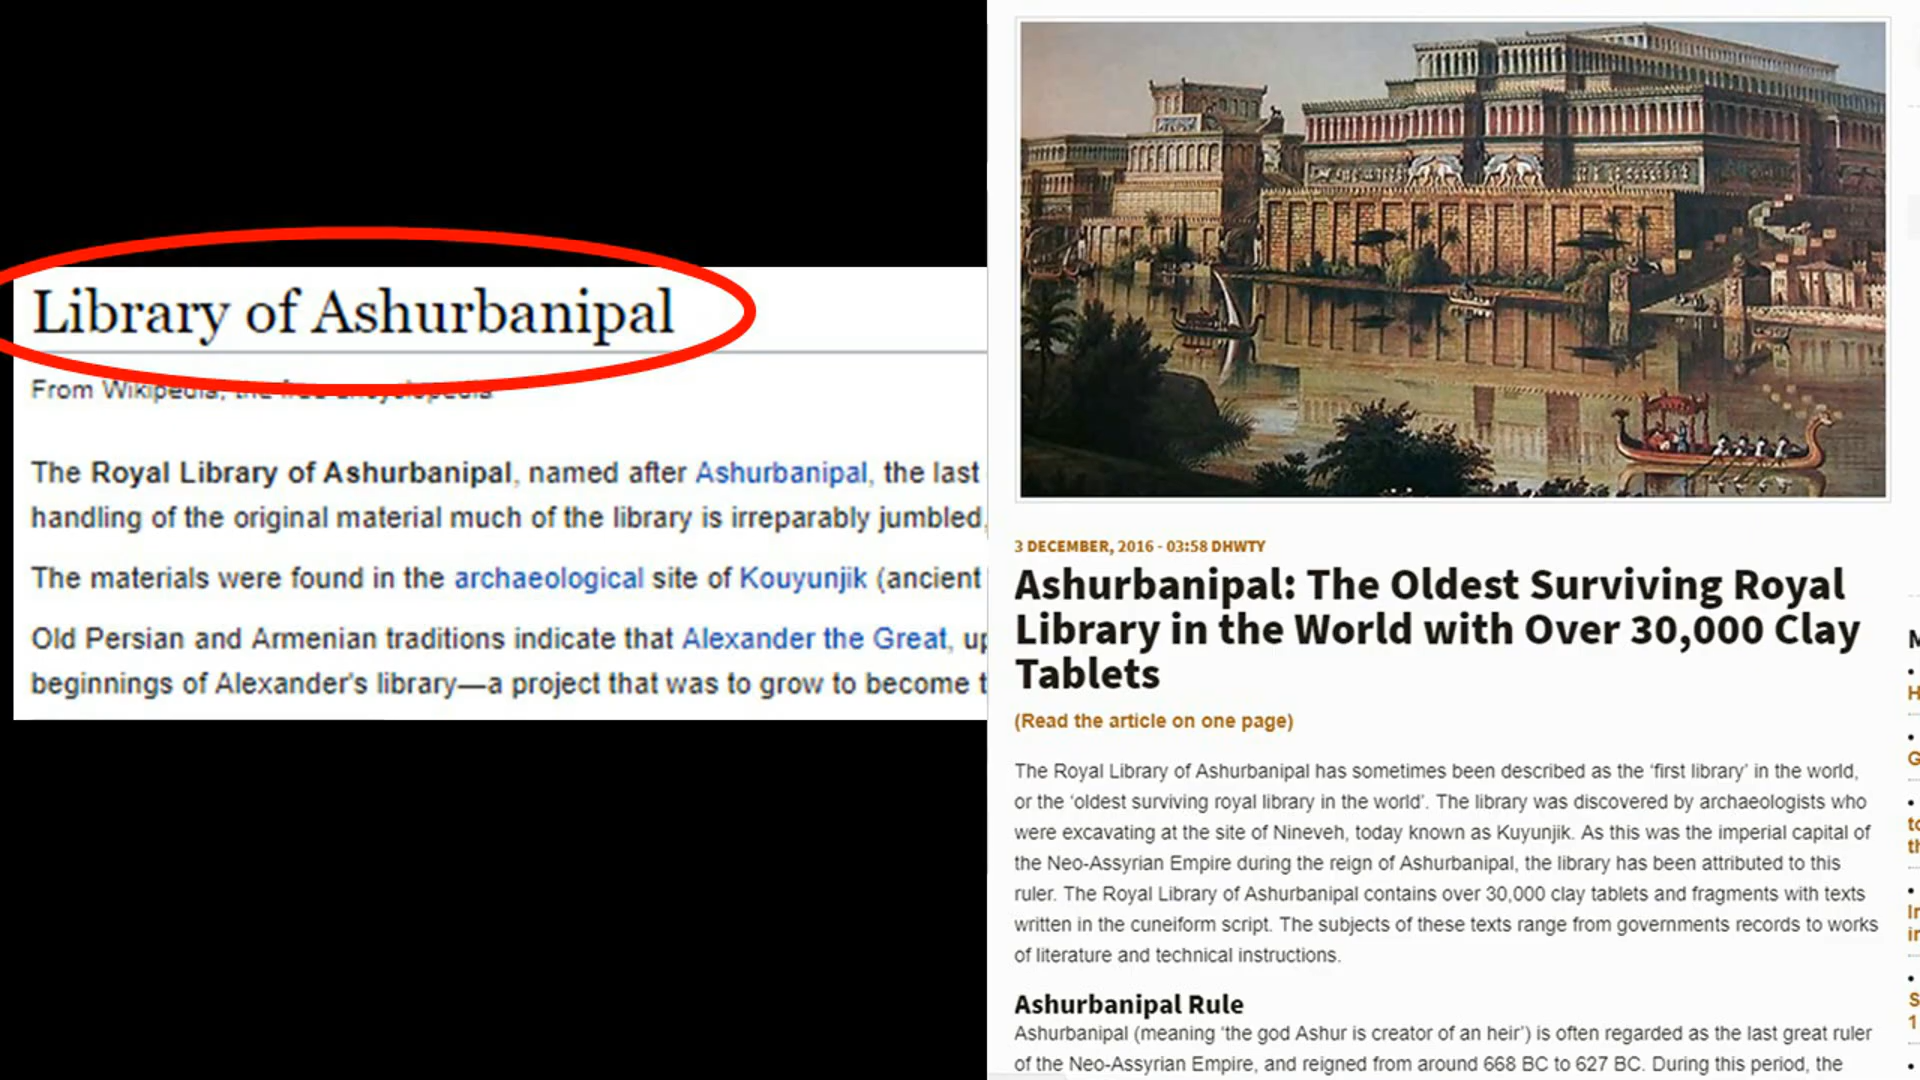 Library of Ashurbanipal
From Wikipedia, the free encyclopedia
The Royal Library of Ashurbanipal, named after Ashurbanipal, the last
handling of the original material much of the library is irreparably jumbled,
The materials were found in the archaeological site of Kouyunjik (ancient
Old Persian and Armenian traditions indicate that Alexander the Great, up
beginnings of Alexander's library—a project that was to grow to become t
3 DECEMBER, 2016 - 03:58 DHWTY
Ashurbanipal: The Oldest Surviving Royal
Library in the World with Over 30,000 Clay
Tablets
(Read the article on one page)
The Royal Library of Ashurbanipal has sometimes been described as the ‘first library’ in the world,
or the ‘oldest surviving royal library in the world’. The library was discovered by archaeologists who
were excavating at the site of Nineveh, today known as Kuyunjik. As this was the imperial capital of
the Neo-Assyrian Empire during the reign of Ashurbanipal, the library has been attributed to this
ruler. The Royal Library of Ashurbanipal contains over 30,000 clay tablets and fragments with texts
written in the cuneiform script. The subjects of these texts range from governments records to works
of literature and technical instructions.
Ashurbanipal Rule
Ashurbanipal (meaning ‘the god Ashur is creator of an heir’) is often regarded as the last great ruler
of the Neo-Assyrian Empire, and reigned from around 668 BC to 627 BC. During this period, the